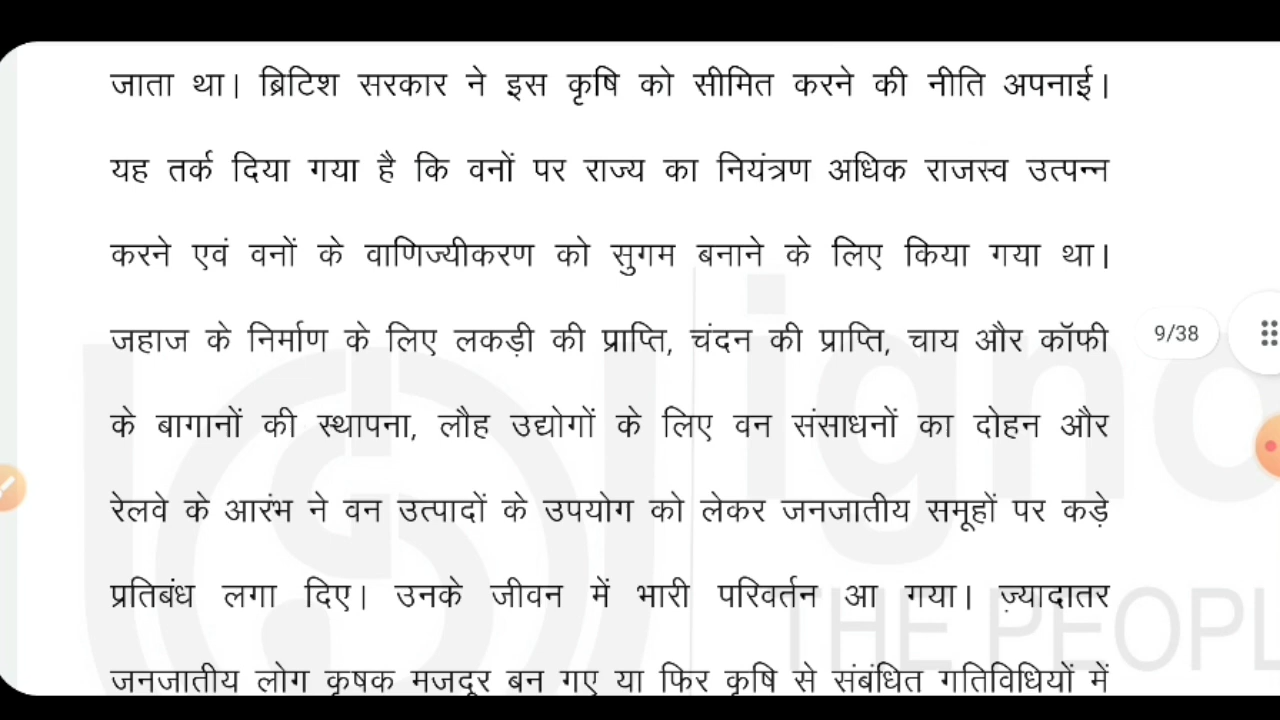 जाता था। ब्रिटिश सरकार ने इस कृषि को सीमित करने की नीति अपनाई।
यह तर्क दिया गया है कि वनों पर राज्य का नियंत्रण अधिक राजस्व उत्पन्न
करने एवं वनों के वाणिज्यीकरण को सुगम बनाने के लिए किया गया था।
जहाज के निर्माण के लिए लकड़ी की प्राप्ति, चंदन की प्राप्ति, चाय और कॉफी
9/38
के बागानों की स्थापना, लौह उद्योगों के लिए वन संसाधनों का दोहन और
रेलवे के आरंभ ने वन उत्पादों के उपयोग को लेकर जनजातीय समूहों पर कड़े
प्रतिबंध लगा दिए। उनके जीवन में भारी परिवर्तन आ गया। ज़्यादातर
जनजातीय लोग कृषक मजदूर बन गए या फिर कृषि से संबंधित गतिविधियों में
igno
THE PEOPL